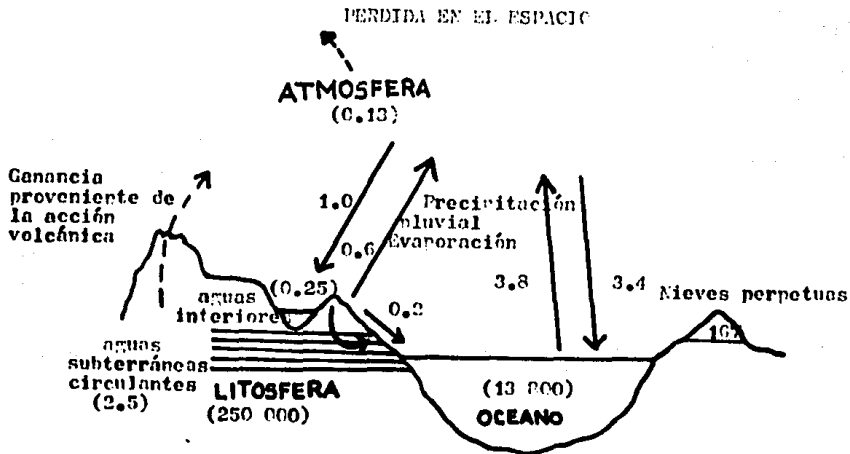 PERDIDA EN EL ESPACIO
ATMOSFERA
(0.13)
Ganancia
proveniente de
la acción
volcánica
1.0
0.6
Precipitación
pluvial
Evaporación
3.8
3.4
Nieves perpetuas
167
(0.25)
aguas
interiores
0.2
aguas
subterráneas
circulantes
(2.5)
LITOSFERA
(250 000)
(13 800)
OCEANO